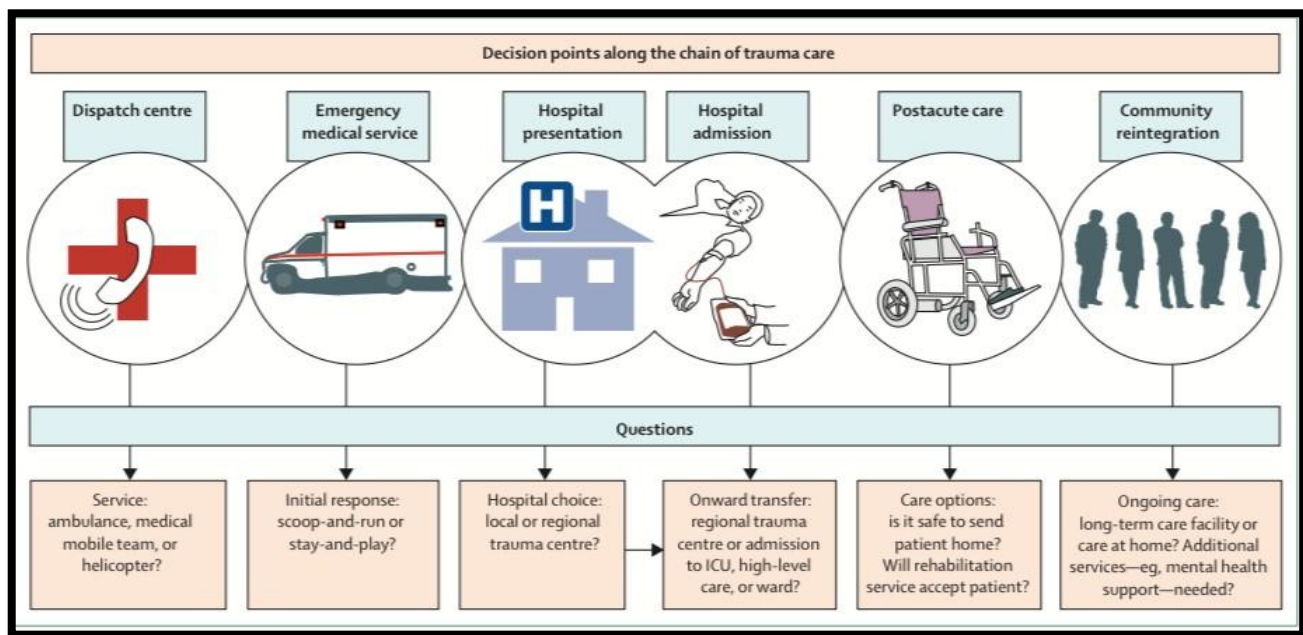 Decision points along the chain of trauma care
Dispatch centre
Emergency
medical service
Hospital
presentation
Hospital
admission
Postacute care
Community
reintegration
H
Questions
Service:
ambulance, medical
mobile team, or
helicopter?
Initial response:
scoop-and-run or
stay-and-play?
Hospital choice:
local or regional
trauma centre?
Onward transfer:
regional trauma
centre or admission
to ICU, high-level
care, or ward?
Care options:
is it safe to send
patient home?
Will rehabilitation
service accept patient?
Ongoing care:
long-term care facility or
care at home? Additional
services—eg, mental health
support—needed?